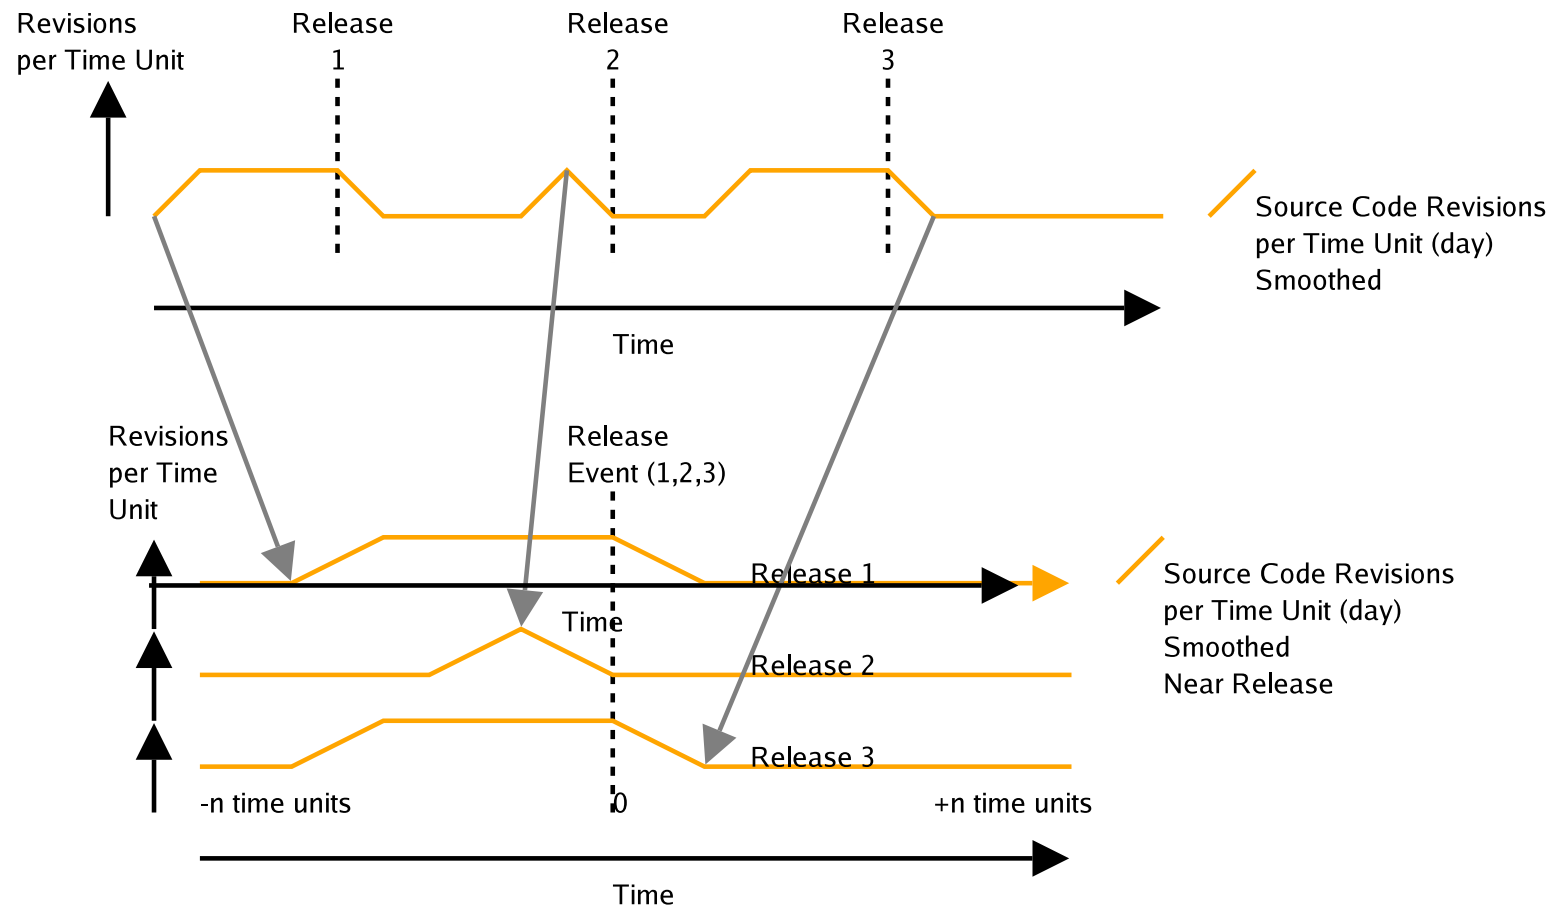 Revisions
per Time Unit
Release
1
Release
2
Release
3
Source Code Revisions
per Time Unit (day)
Smoothed
Time
Revisions
per Time
Unit
Release
Event (1,2,3)
Release 1
Time
Release 2
Release 3
Source Code Revisions
per Time Unit (day)
Smoothed
Near Release
-n time units
0
+n time units
Time